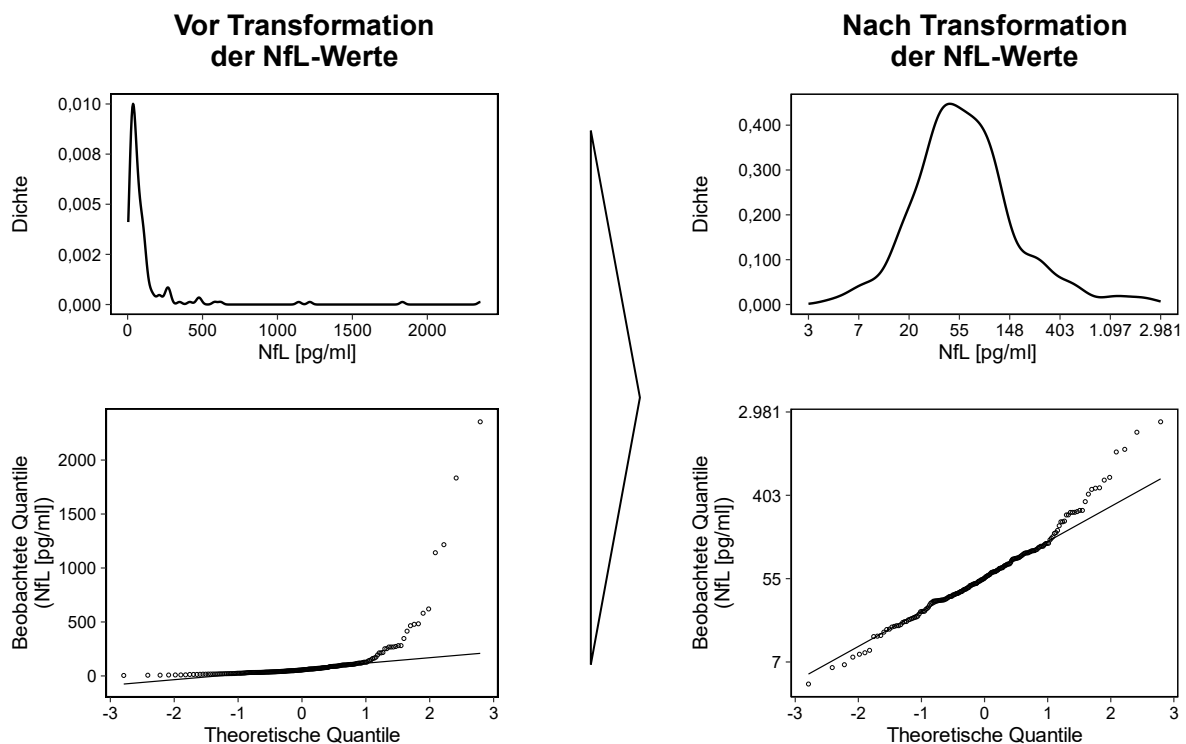 Vor Transformation
der NfL-Werte
Nach Transformation
der NfL-Werte
Dichte
0,010
0,008
0,005
0,002
0,000
0 500 1000 1500 2000
NfL [pg/ml]
Dichte
0,400
0,300
0,200
0,100
0,000
3 7 20 55 148 403 1.097 2.981
NfL [pg/ml]
Beobachtete Quantile
(NfL [pg/ml])
2000
1500
1000
500
0
-3 -2 -1 0 1 2 3
Theoretische Quantile
Beobachtete Quantile
(NfL [pg/ml])
2.981
403
55
7
-3 -2 -1 0 1 2 3
Theoretische Quantile